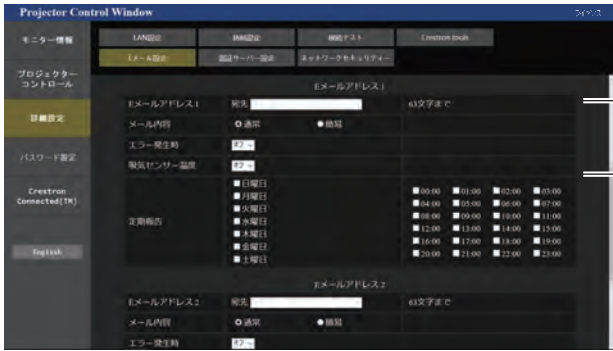 Projector Control Window
モニター情報
プロジェクター
コントロール
詳細設定
パスワード設定
Crestron
Connected(TM)
English
LAN設定
時刻設定
接続テスト
Crestron tools
Eメール設定
認証サーバー設定
ネットワークセキュリティー
Eメールアドレス1
Eメールアドレス1 宛先 63文字まで
メール内容 通常 簡易
エラー発生時
吸気センサー温度
定期報告
日曜日
月曜日
火曜日
水曜日
木曜日
金曜日
土曜日
00:00 01:00 02:00 03:00
04:00 05:00 06:00 07:00
08:00 09:00 10:00 11:00
12:00 13:00 14:00 15:00
16:00 17:00 18:00 19:00
20:00 21:00 22:00 23:00
Eメールアドレス2
Eメールアドレス2 宛先 63文字まで
メール内容 通常 簡易
エラー発生時